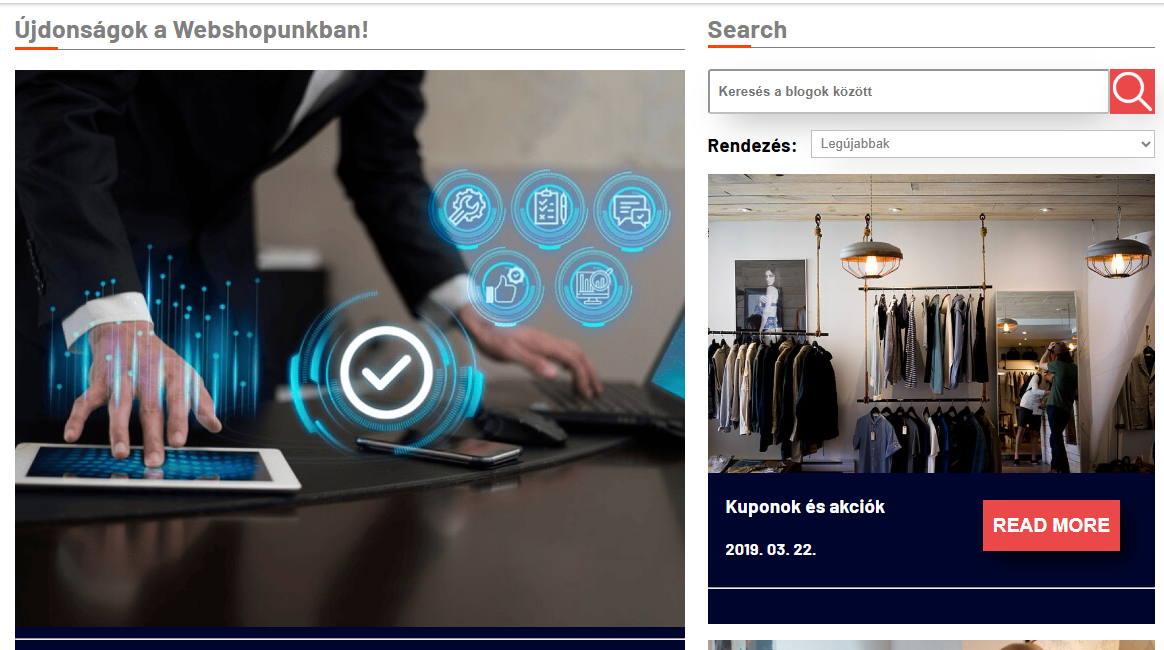 Újdonságok a Webshopunkban!
Search
Keresés a blogok között
Rendezés:
Legújabbak
Kuponok és akciók
READ MORE
2019. 03. 22.